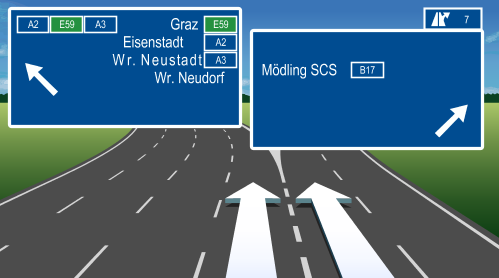 A2 E59 A3 Graz E59
Eisenstadt A2
Wr. Neustadt A3
Wr. Neudorf
7
Mödling SCS B17